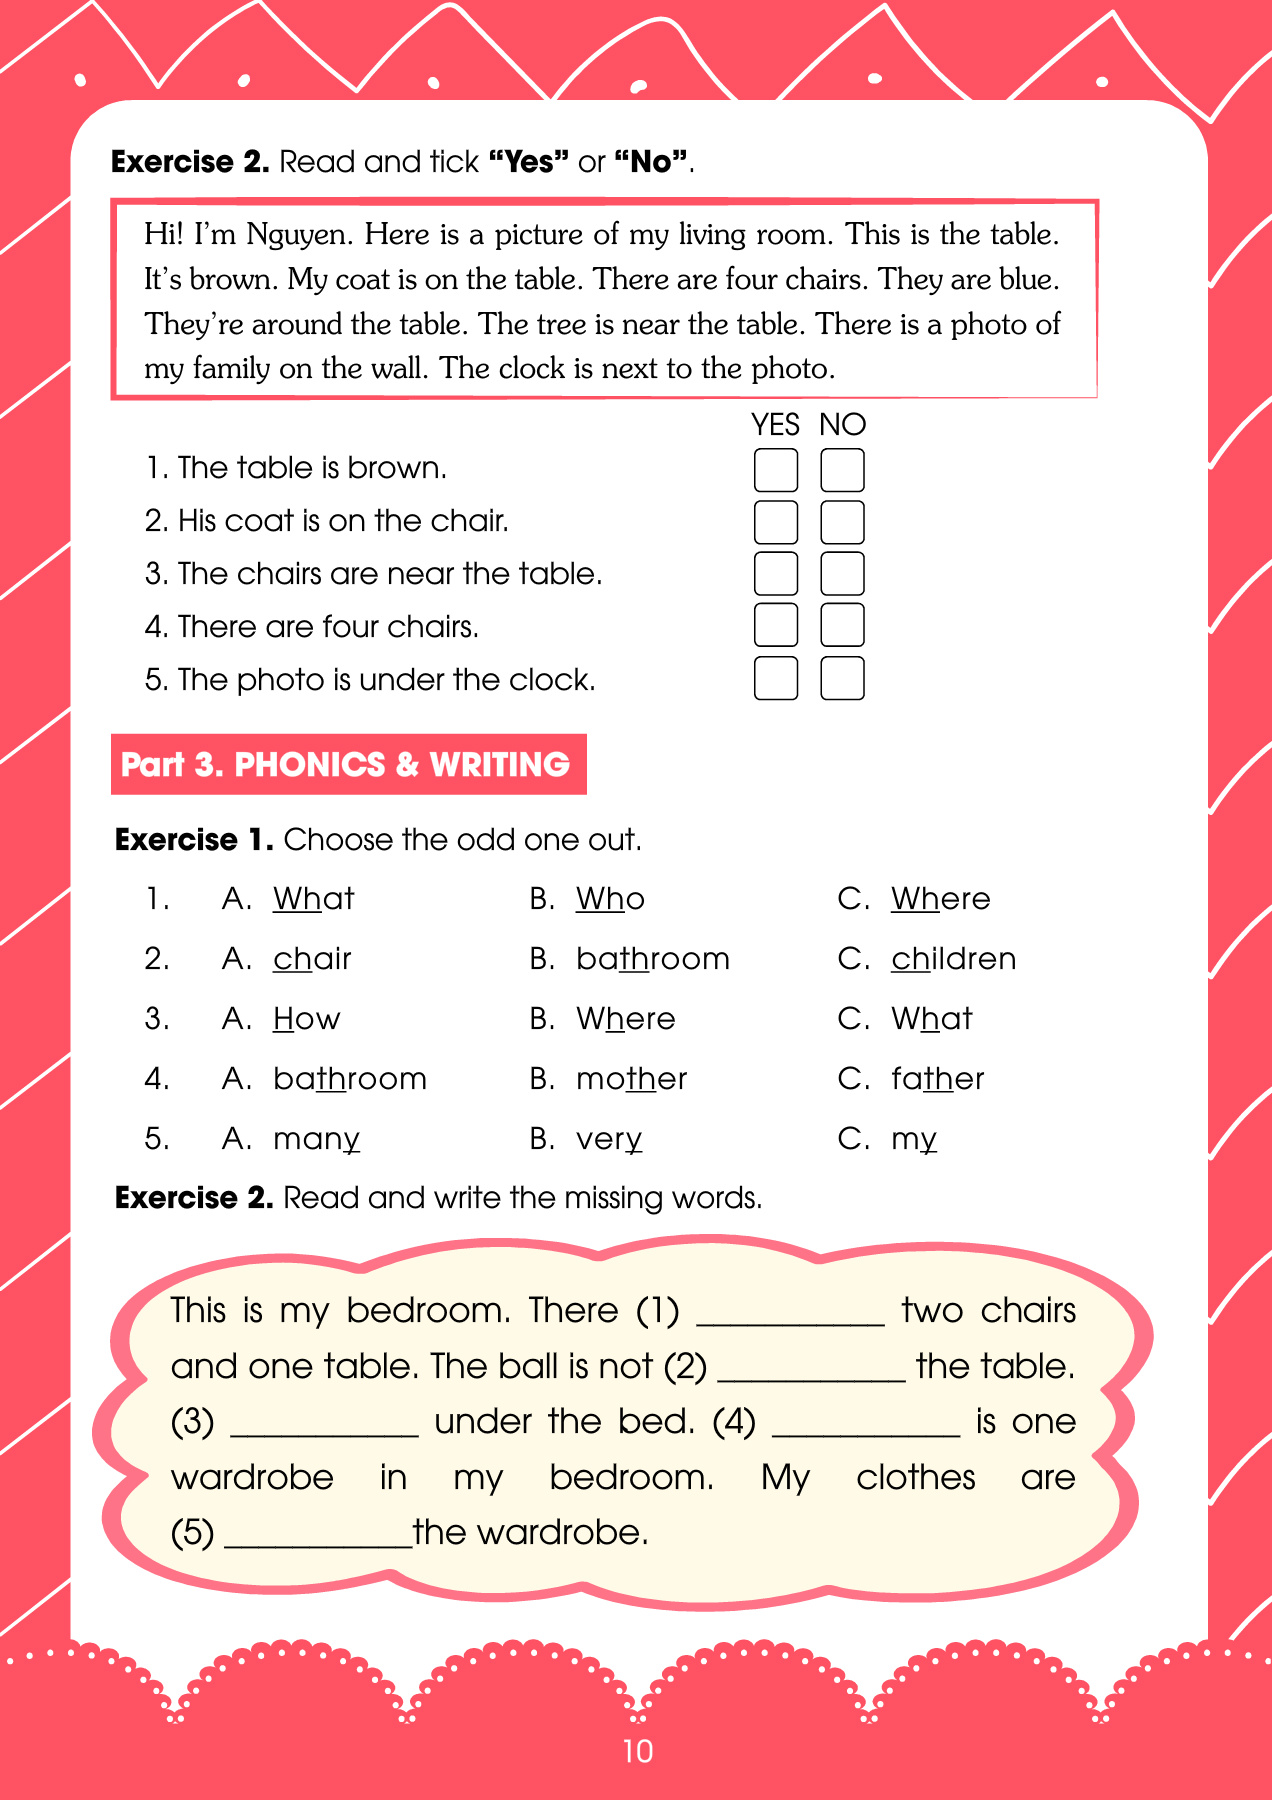 Exercise 2. Read and tick “Yes” or “No”.
Hi! I’m Nguyen. Here is a picture of my living room. This is the table.
It’s brown. My coat is on the table. There are four chairs. They are blue.
They’re around the table. The tree is near the table. There is a photo of
my family on the wall. The clock is next to the photo.
YES NO
1. The table is brown.
2. His coat is on the chair.
3. The chairs are near the table.
4. There are four chairs.
5. The photo is under the clock.
Part 3. PHONICS & WRITING
Exercise 1. Choose the odd one out.
1. A. What B. Who C. Where
2. A. chair B. bathroom C. children
3. A. How B. Where C. What
4. A. bathroom B. mother C. father
5. A. many B. very C. my
Exercise 2. Read and write the missing words.
This is my bedroom. There (1) ___________ two chairs
and one table. The ball is not (2) ___________ the table.
(3) ___________ under the bed. (4) ___________ is one
wardrobe in my bedroom. My clothes are
(5) ___________the wardrobe.
10